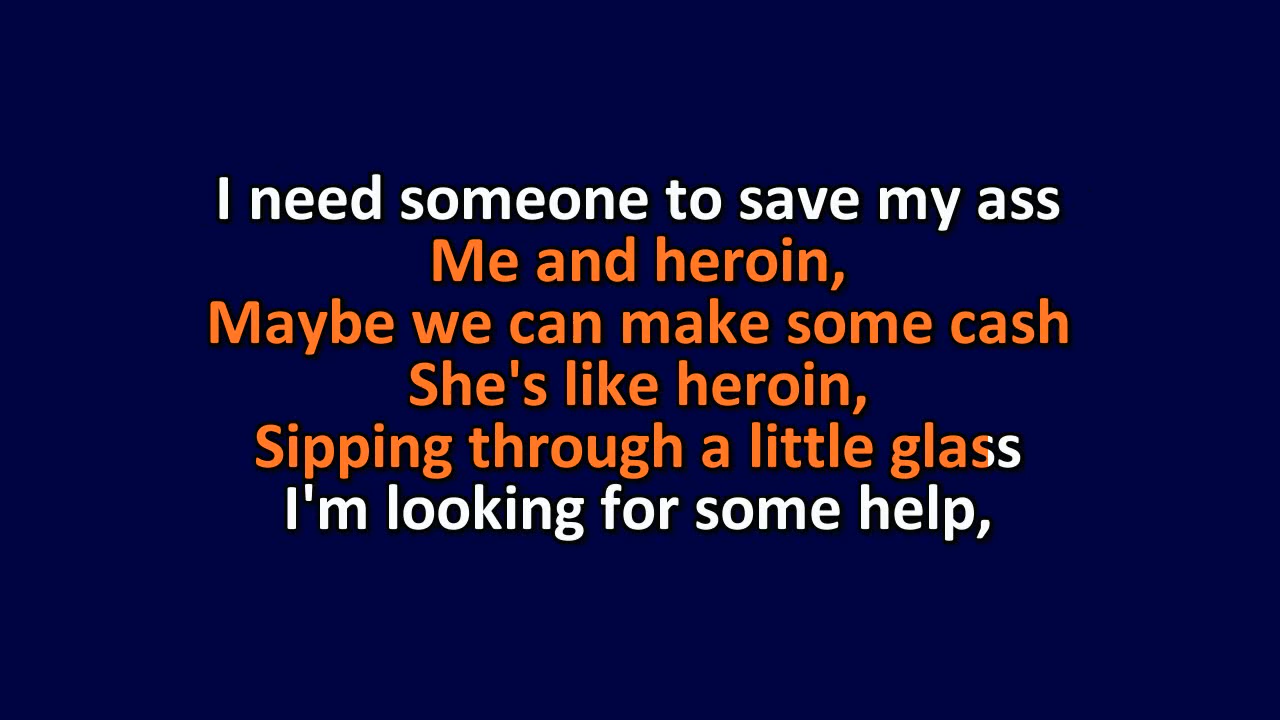 I need someone to save my ass
Me and heroin,
Maybe we can make some cash
She's like heroin,
Sipping through a little glass
I'm looking for some help,